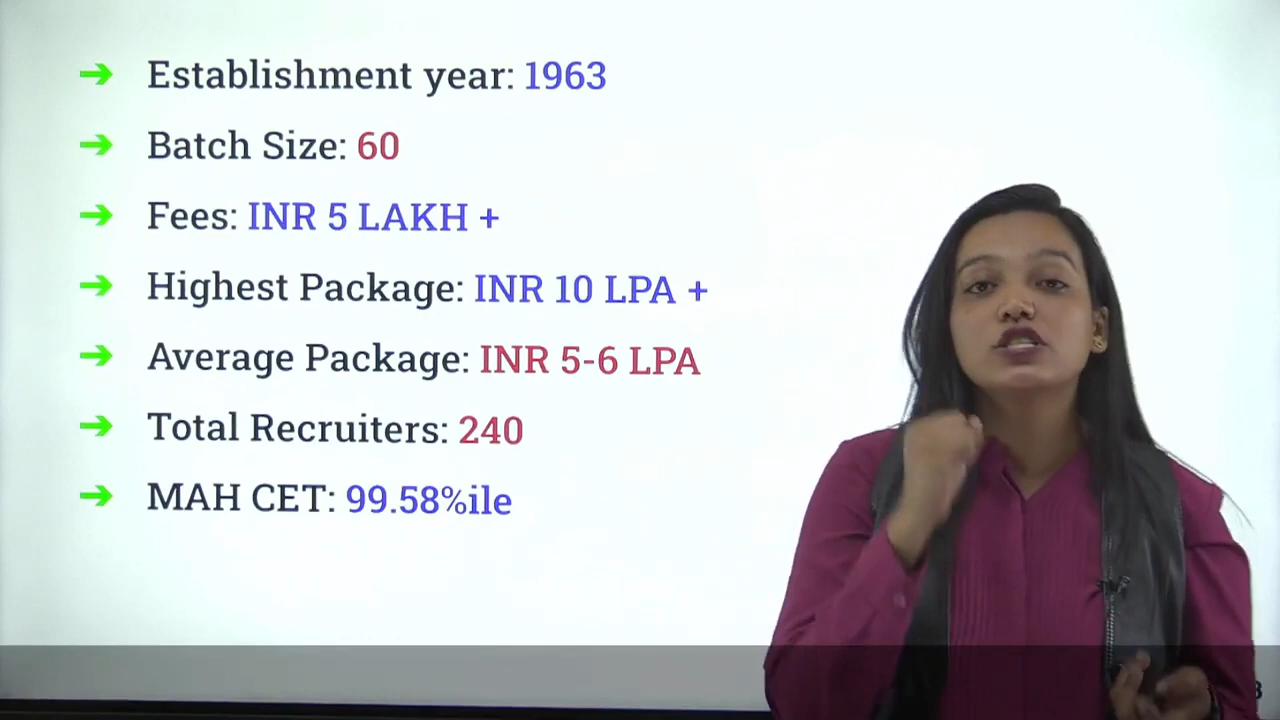 Establishment year: 1963
Batch Size: 60
Fees: INR 5 LAKH +
Highest Package: INR 10 LPA +
Average Package: INR 5-6 LPA
Total Recruiters: 240
MAH CET: 99.58%ile